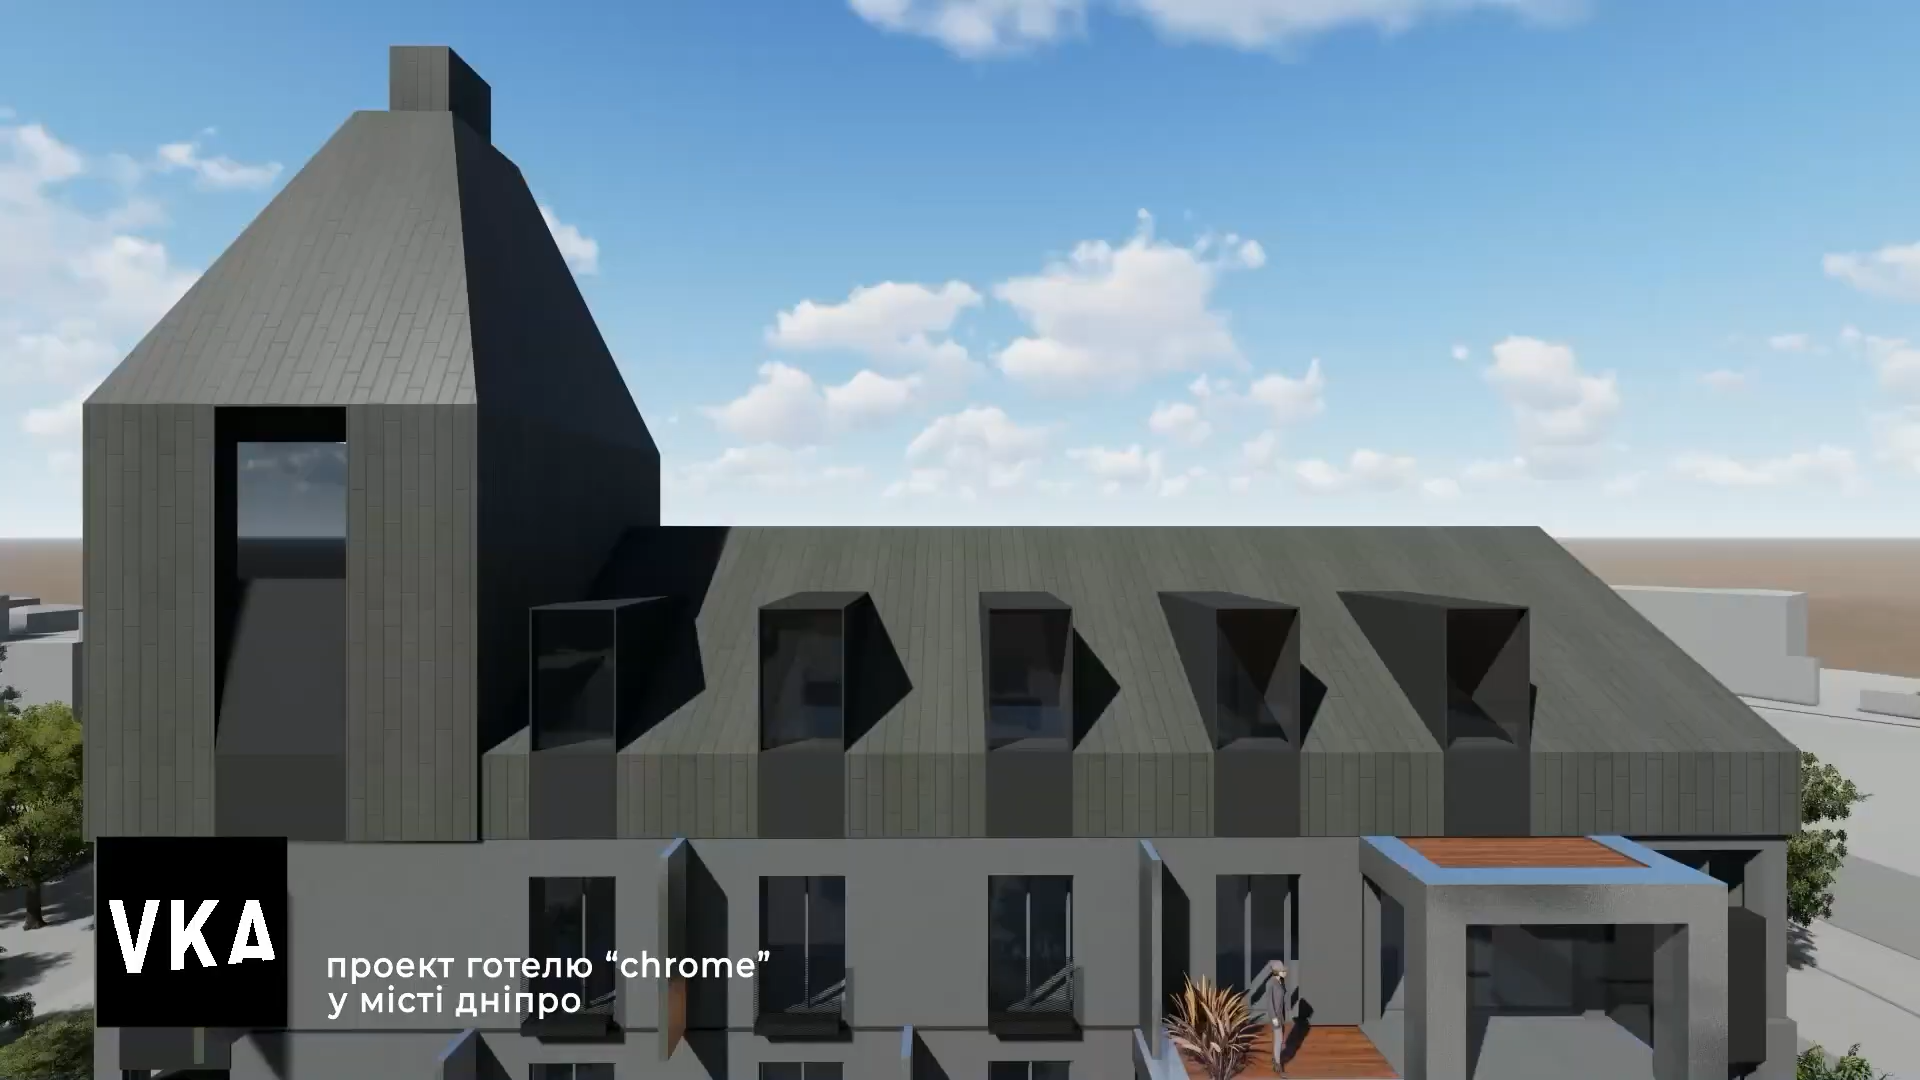 VKA
проект готелю “chrome”
у місті дніпро